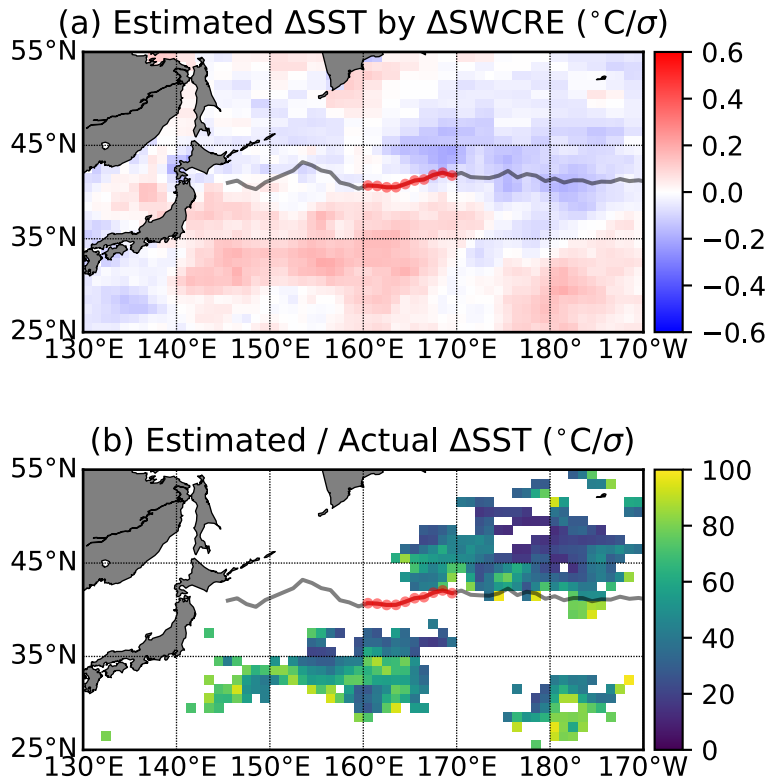 (a) Estimated ΔSST by ΔSWCRE (°C/σ)
55°N
45°N
35°N
25°N
130°E 140°E 150°E 160°E 170°E 180° 170°W
0.6
0.4
0.2
0.0
−0.2
−0.4
−0.6
(b) Estimated / Actual ΔSST (°C/σ)
55°N
45°N
35°N
25°N
130°E 140°E 150°E 160°E 170°E 180° 170°W
100
80
60
40
20
0